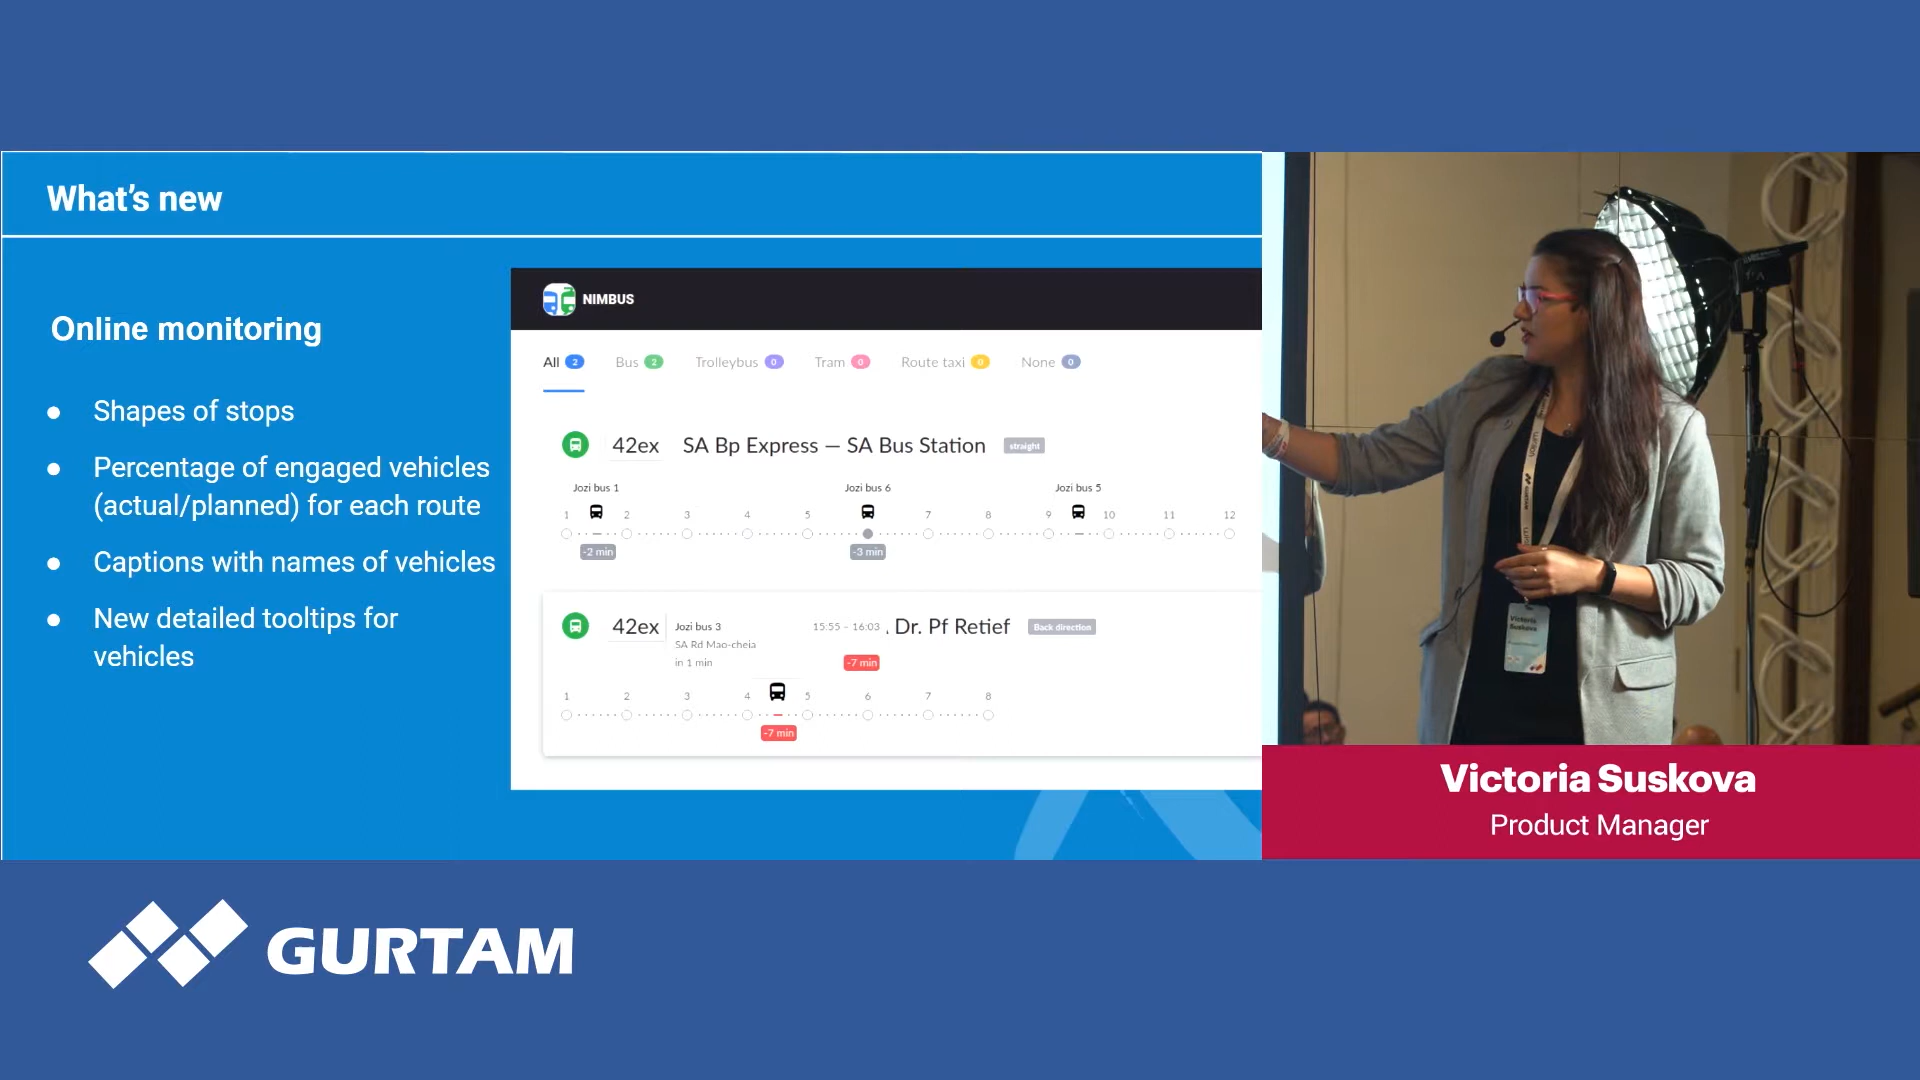 What's new
Online monitoring
● Shapes of stops
● Percentage of engaged vehicles
(actual/planned) for each route
● Captions with names of vehicles
● New detailed tooltips for
vehicles
NIMBUS
All 2 Bus 2 Trolleybus 0 Tram 0 Route taxi 0 None 0
42ex SA Bp Express — SA Bus Station straight
Jozi bus 1 Jozi bus 6 Jozi bus 5
1 2 3 4 5 7 8 9 10 11 12
-2 min -3 min
42ex Jozi bus 3 15:55 – 16:03 . Dr. Pf Retief Back direction
SA Rd Mao-cheia
in 1 min -7 min
1 2 3 4 5 6 7 8
-7 min
Victoria
Suskova
Victoria Suskova
Product Manager
GURTAM